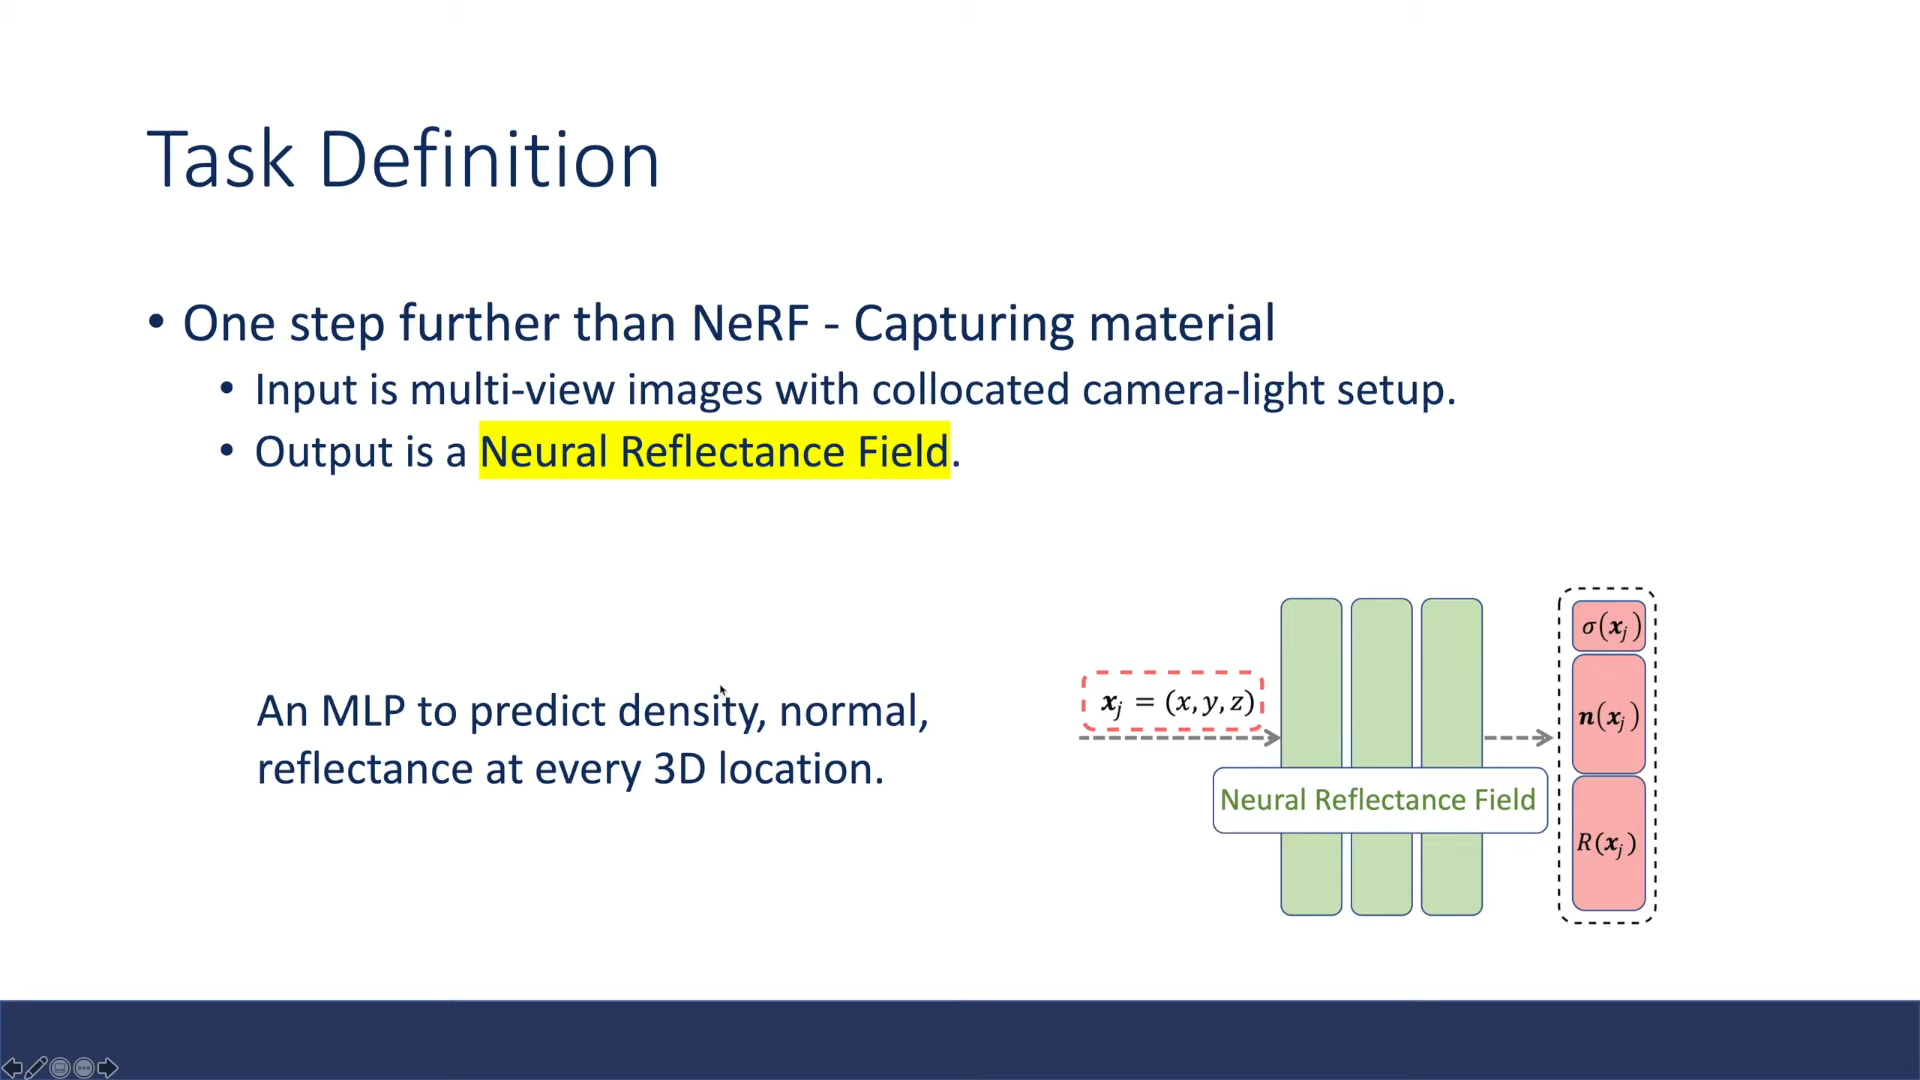 Task Definition
• One step further than NeRF - Capturing material
• Input is multi-view images with collocated camera-light setup.
• Output is a Neural Reflectance Field.
An MLP to predict density, normal,
reflectance at every 3D location.
𝒙ⱼ = (x, y, z)
Neural Reflectance Field
σ(𝒙ⱼ)
𝒏(𝒙ⱼ)
R(𝒙ⱼ)